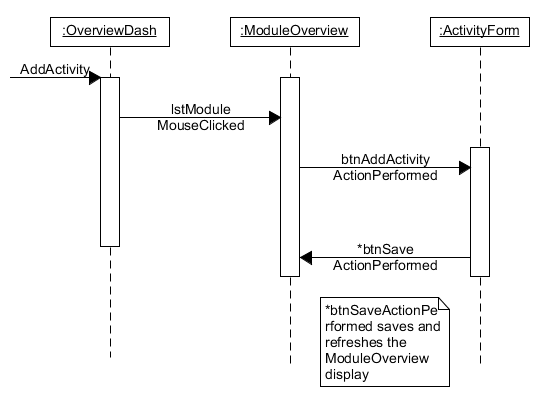 :OverviewDash
:ModuleOverview
:ActivityForm
AddActivity
lstModule
MouseClicked
btnAddActivity
ActionPerformed
*btnSave
ActionPerformed
*btnSaveActionPe
rformed saves and
refreshes the
ModuleOverview
display